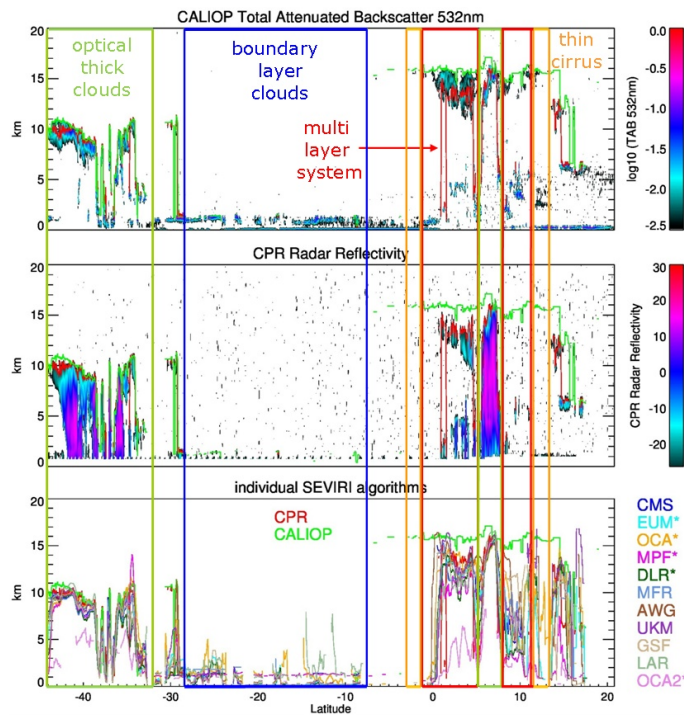 CALIOP Total Attenuated Backscatter 532nm
20
15
10
5
0
km
optical
thick
clouds
boundary
layer
clouds
multi
layer
system
thin
cirrus
0.0
-0.5
-1.0
-1.5
-2.0
-2.5
log10 (TAB 532nm)
CPR Radar Reflectivity
20
15
10
5
0
km
30
20
10
0
-10
-20
CPR Radar Reflectivity
individual SEVIRI algorithms
20
15
10
5
0
km
CPR
CALIOP
-40
-30
-20
-10
0
10
20
Latitude
CMS
EUM*
OCA*
MPF*
DLR*
MFR
AWG
UKM
GSF
LAR
OCA2*